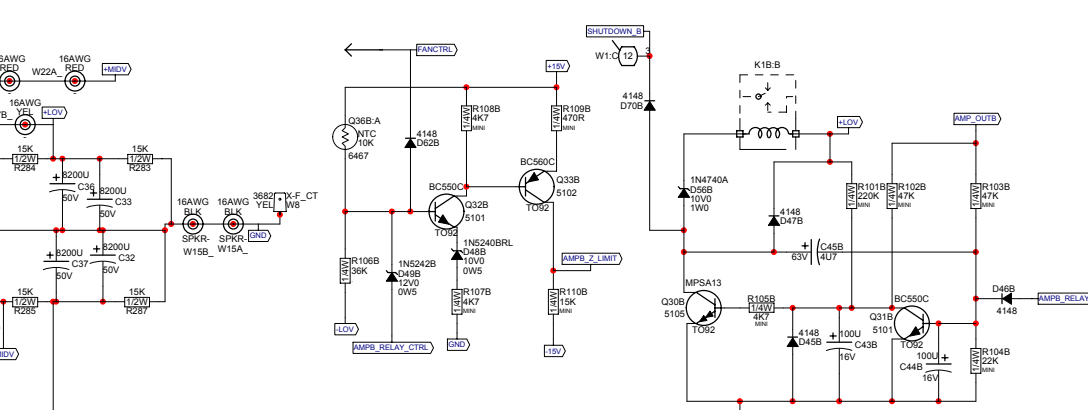 16AWG
RED
16AWG
RED
W22A_
+MIDV
16AWG
YEL
+LOV
15K
1/2W
R284
15K
1/2W
R283
8200U
C36
50V
8200U
C33
50V
8200U
C37
50V
8200U
C32
50V
15K
1/2W
R285
15K
1/2W
R287
16AWG
BLK
SPKR-
W15B_
16AWG
BLK
SPKR-
W15A_
GND
3682
YEL
X-F_CT
W8
FANCTRL
+15V
Q36B:A
NTC
10K
6467
4148
D62B
R108B
4K7
1/4W
MINI
R109B
470R
1/4W
MINI
BC560C
Q33B
5102
TO92
BC550C
Q32B
5101
TO92
R106B
36K
1/4W
1N5242B
D49B
12V0
0W5
1N5240BRL
D48B
10V0
0W5
R107B
4K7
1/4W
MINI
AMPB_Z_LIMIT
R110B
15K
1/4W
MINI
-LOV
AMPB_RELAY_CTRL
GND
-15V
SHUTDOWN_B
W1:C
12
3
4148
D70B
K1B:B
+LOV
AMP_OUTB
1N4740A
D56B
10V0
1W0
4148
D47B
R101B
220K
1/4W
R102B
47K
1/4W
MINI
R103B
47K
1/4W
MINI
C45B
4U7
63V
MPSA13
Q30B
5105
TO92
R105B
1/4W
4K7
MINI
4148
D45B
100U
C43B
16V
BC550C
Q31B
5101
TO92
100U
C44B
16V
D46B
4148
AMPB_RELAY
R104B
22K
1/4W
MINI